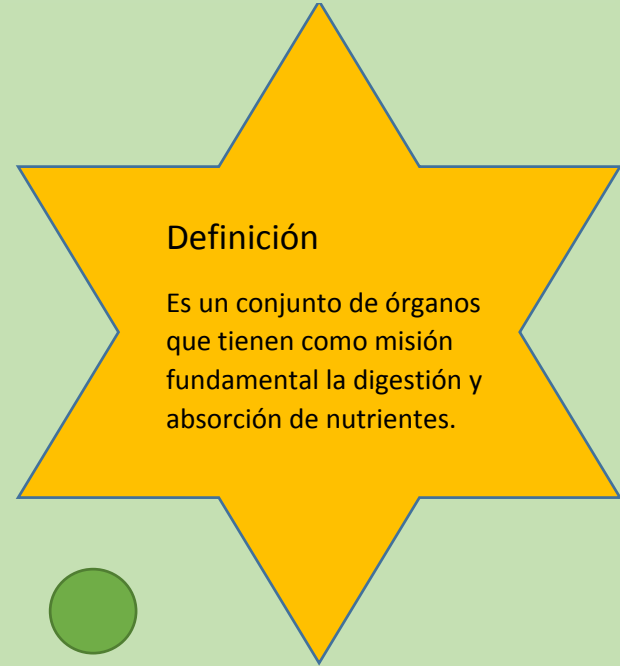 Definición
Es un conjunto de órganos
que tienen como misión
fundamental la digestión y
absorción de nutrientes.